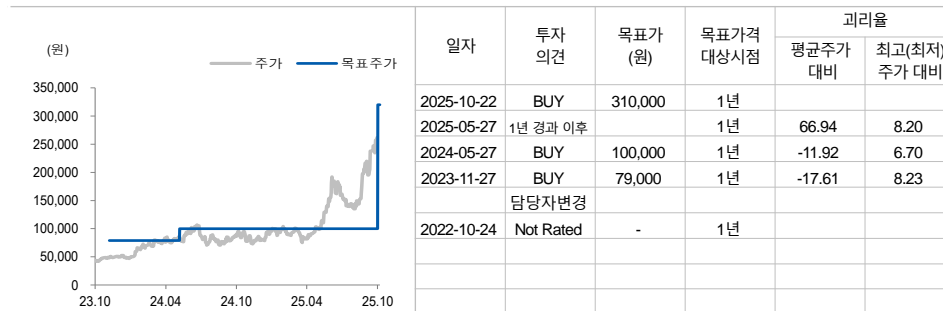 (원)
주가 목표주가
350,000
300,000
250,000
200,000
150,000
100,000
50,000
0
23.10 24.04 24.10 25.04 25.10
일자 투자 의견 목표가 (원) 목표가격 대상시점 괴리율
평균주가 대비 최고(최저) 주가 대비
2025-10-22 BUY 310,000 1년
2025-05-27 1년 경과 이후 1년 66.94 8.20
2024-05-27 BUY 100,000 1년 -11.92 6.70
2023-11-27 BUY 79,000 1년 -17.61 8.23
담당자변경
2022-10-24 Not Rated - 1년